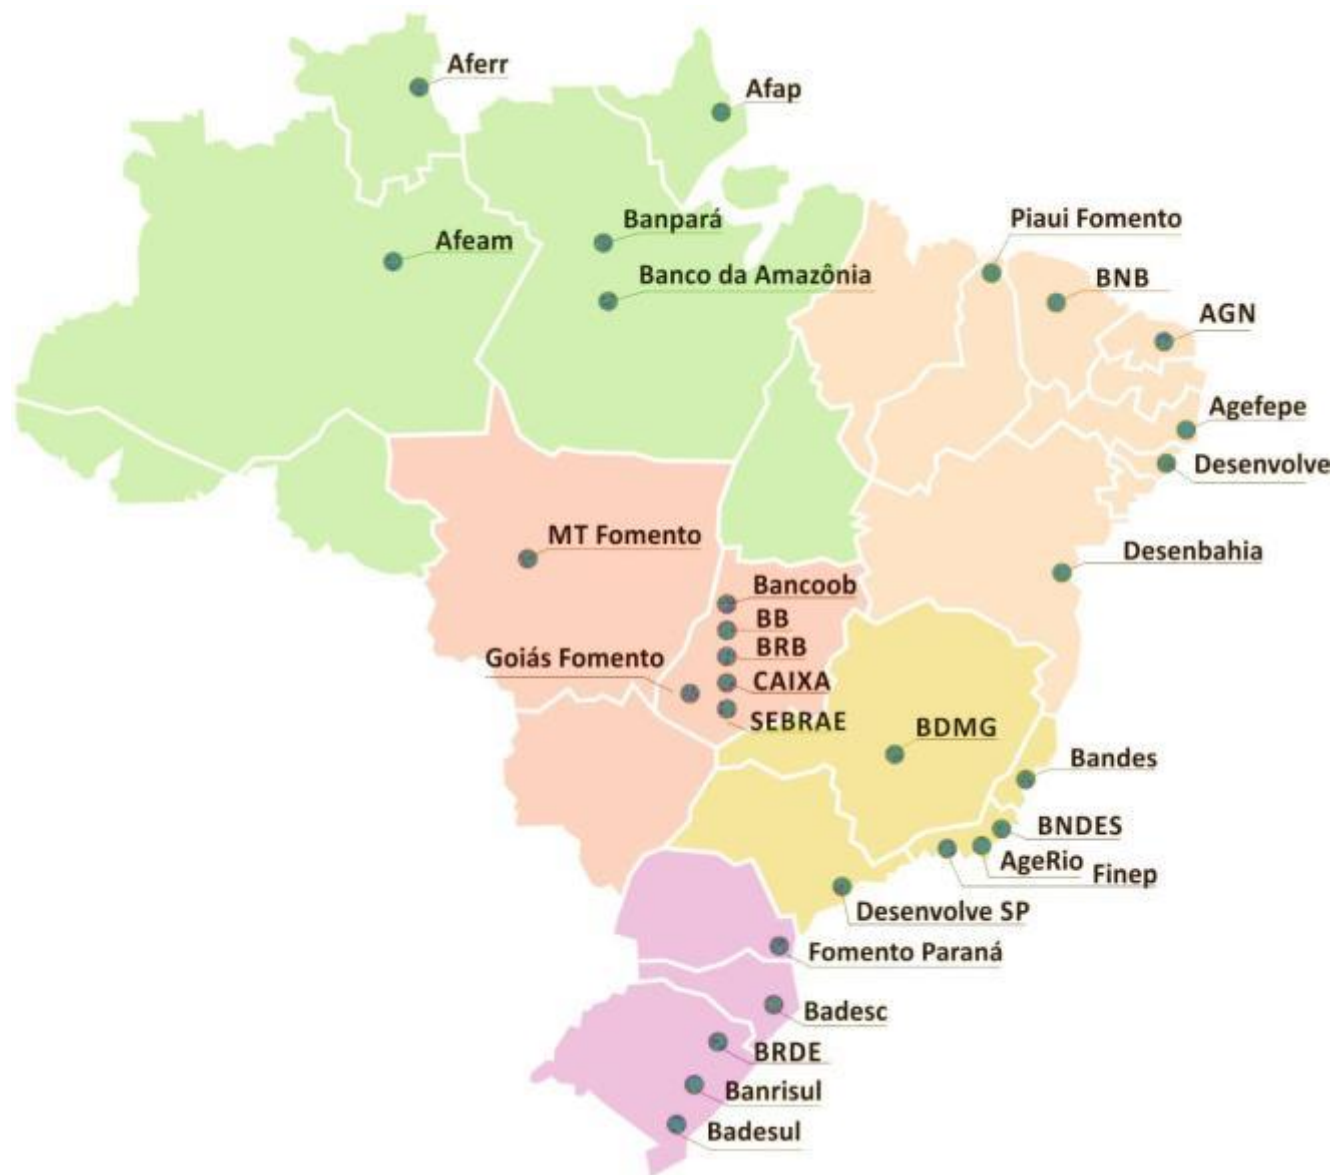 Aferr
Afap
Banpará
Piaui Fomento
Afeam
Banco da Amazônia
BNB
AGN
Agefepe
Desenvolve
MT Fomento
Desenbahia
Bancoob
BB
BRB
Goiás Fomento
CAIXA
SEBRAE
BDMG
Bandes
BNDES
AgeRio
Finep
Desenvolve SP
Fomento Paraná
Badesc
BRDE
Banrisul
Badesul